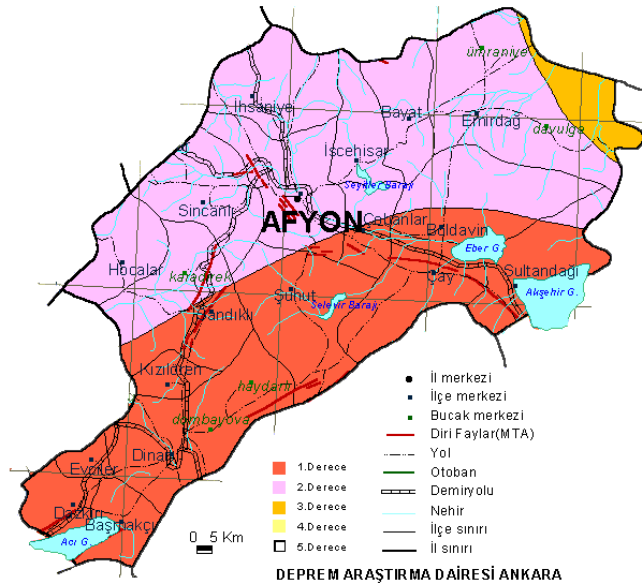 ümraniye
İhsaniye
Bayat
Emirdağ
davulga
İscehisar
Seyitler Barajı
Sincanlı
AFYON
Çobanlar
Bolvadin
Eber G.
Hocalar
karadirek
Çay
Sultandağı
Akşehir G.
Şuhut
Selevir Barajı
Sandıklı
Kızılören
haydarlı
dombayova
Dinar
Evciler
Dazkırı
Başmakçı
Acı G.
0 5 Km
1.Derece
2.Derece
3.Derece
4.Derece
5.Derece
İl merkezi
İlçe merkezi
Bucak merkezi
Diri Faylar(MTA)
Yol
Otoban
Demiryolu
Nehir
İlçe sınırı
İl sınırı
DEPREM ARAŞTIRMA DAİRESİ ANKARA